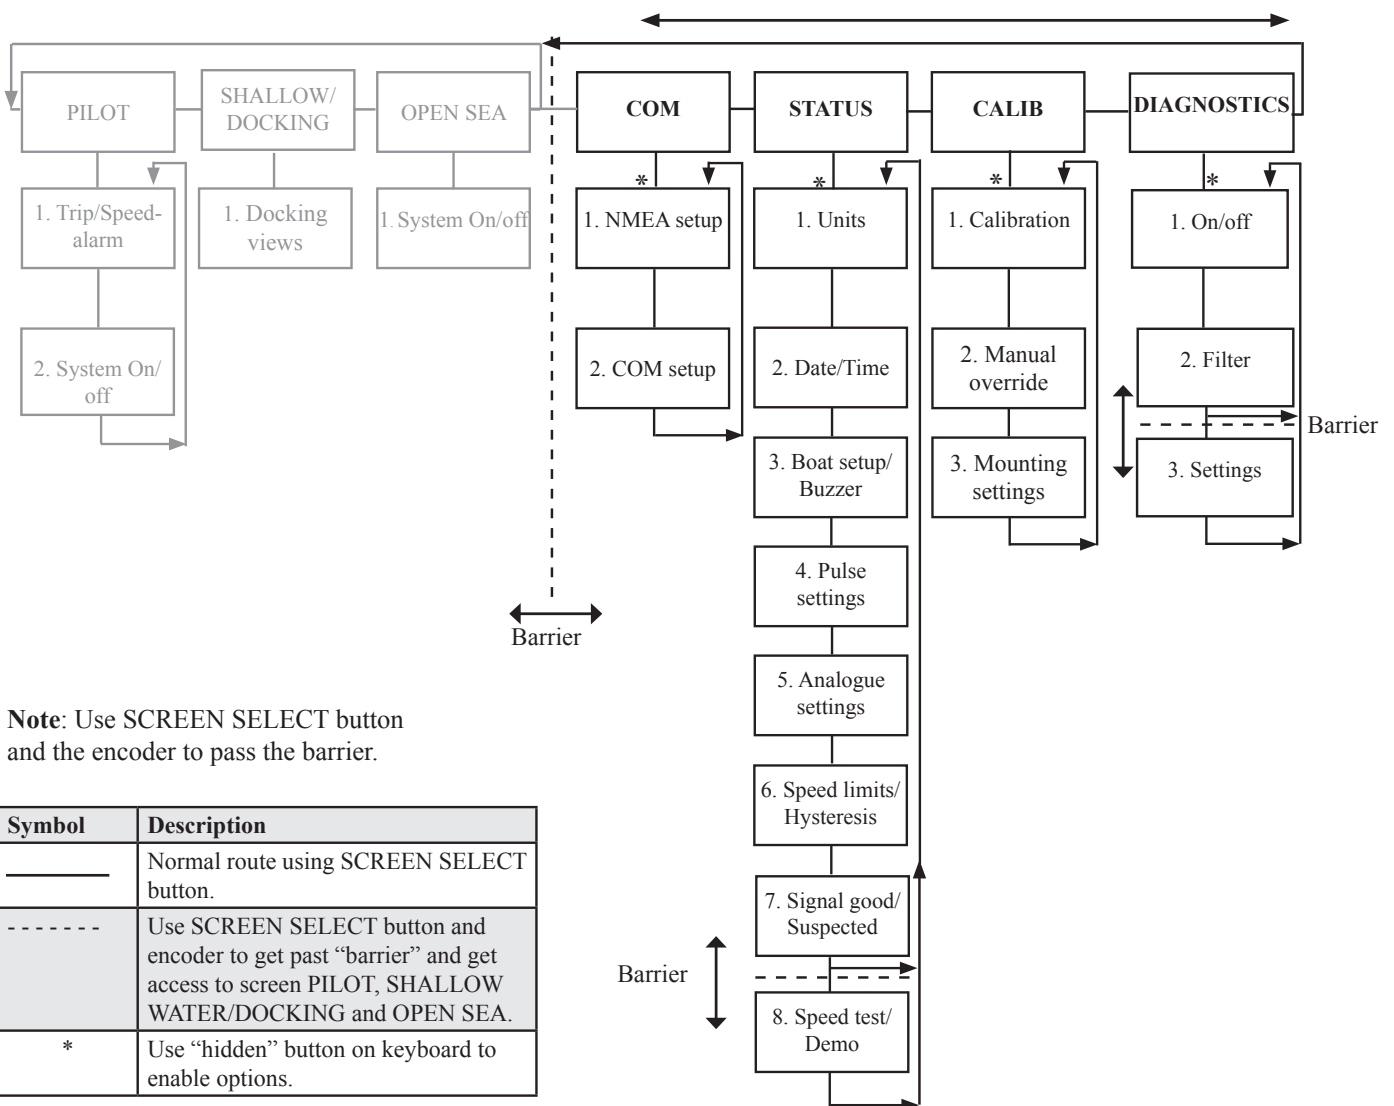 PILOT
SHALLOW/
DOCKING
OPEN SEA
COM
STATUS
CALIB
DIAGNOSTICS
*
*
*
*
1. Trip/Speed-
alarm
1. Docking
views
1. System On/off
1. NMEA setup
1. Units
1. Calibration
1. On/off
2. System On/
off
2. COM setup
2. Date/Time
2. Manual
override
2. Filter
Barrier
3. Boat setup/
Buzzer
3. Mounting
settings
3. Settings
4. Pulse
settings
Barrier
5. Analogue
settings
Note: Use SCREEN SELECT button
and the encoder to pass the barrier.
6. Speed limits/
Hysteresis
7. Signal good/
Suspected
Barrier
8. Speed test/
Demo
Symbol Description
Normal route using SCREEN SELECT
button.
- - - - - - - Use SCREEN SELECT button and
encoder to get past “barrier” and get
access to screen PILOT, SHALLOW
WATER/DOCKING and OPEN SEA.
* Use “hidden” button on keyboard to
enable options.